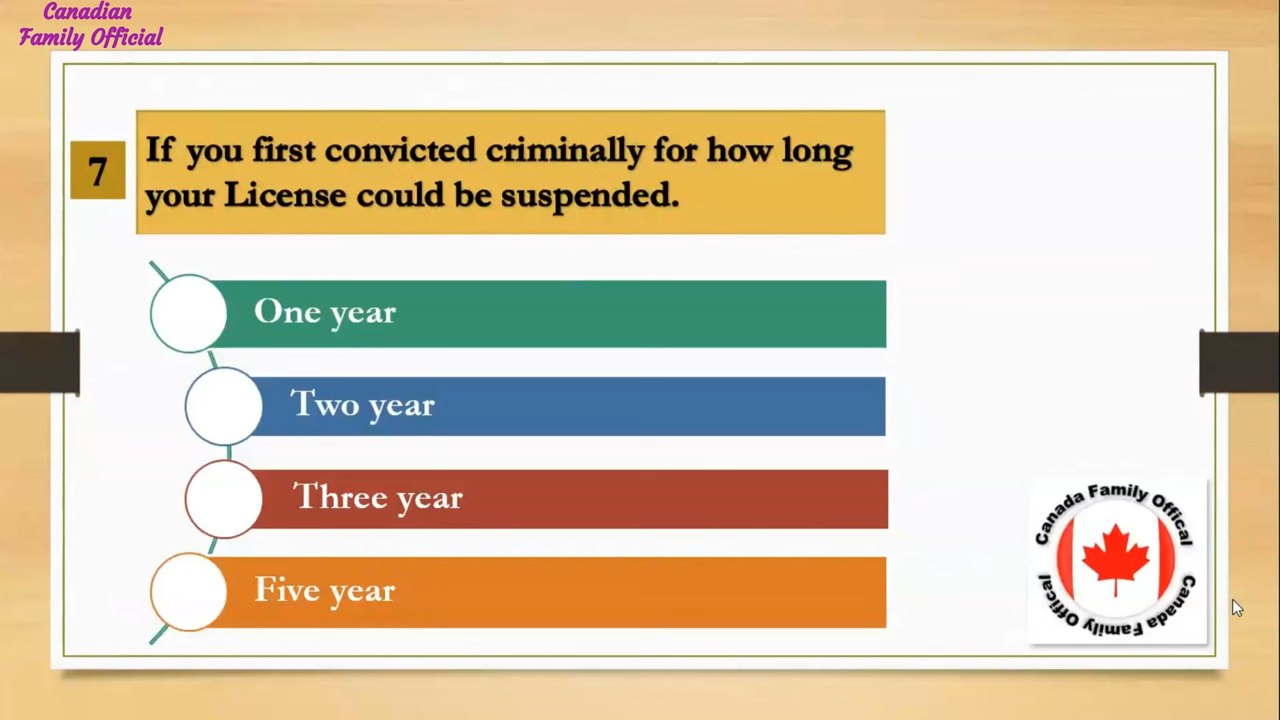 Canadian
Family Official
7
If you first convicted criminally for how long
your License could be suspended.
One year
Two year
Three year
Five year
Canada Family Offical
Canada Family Offical